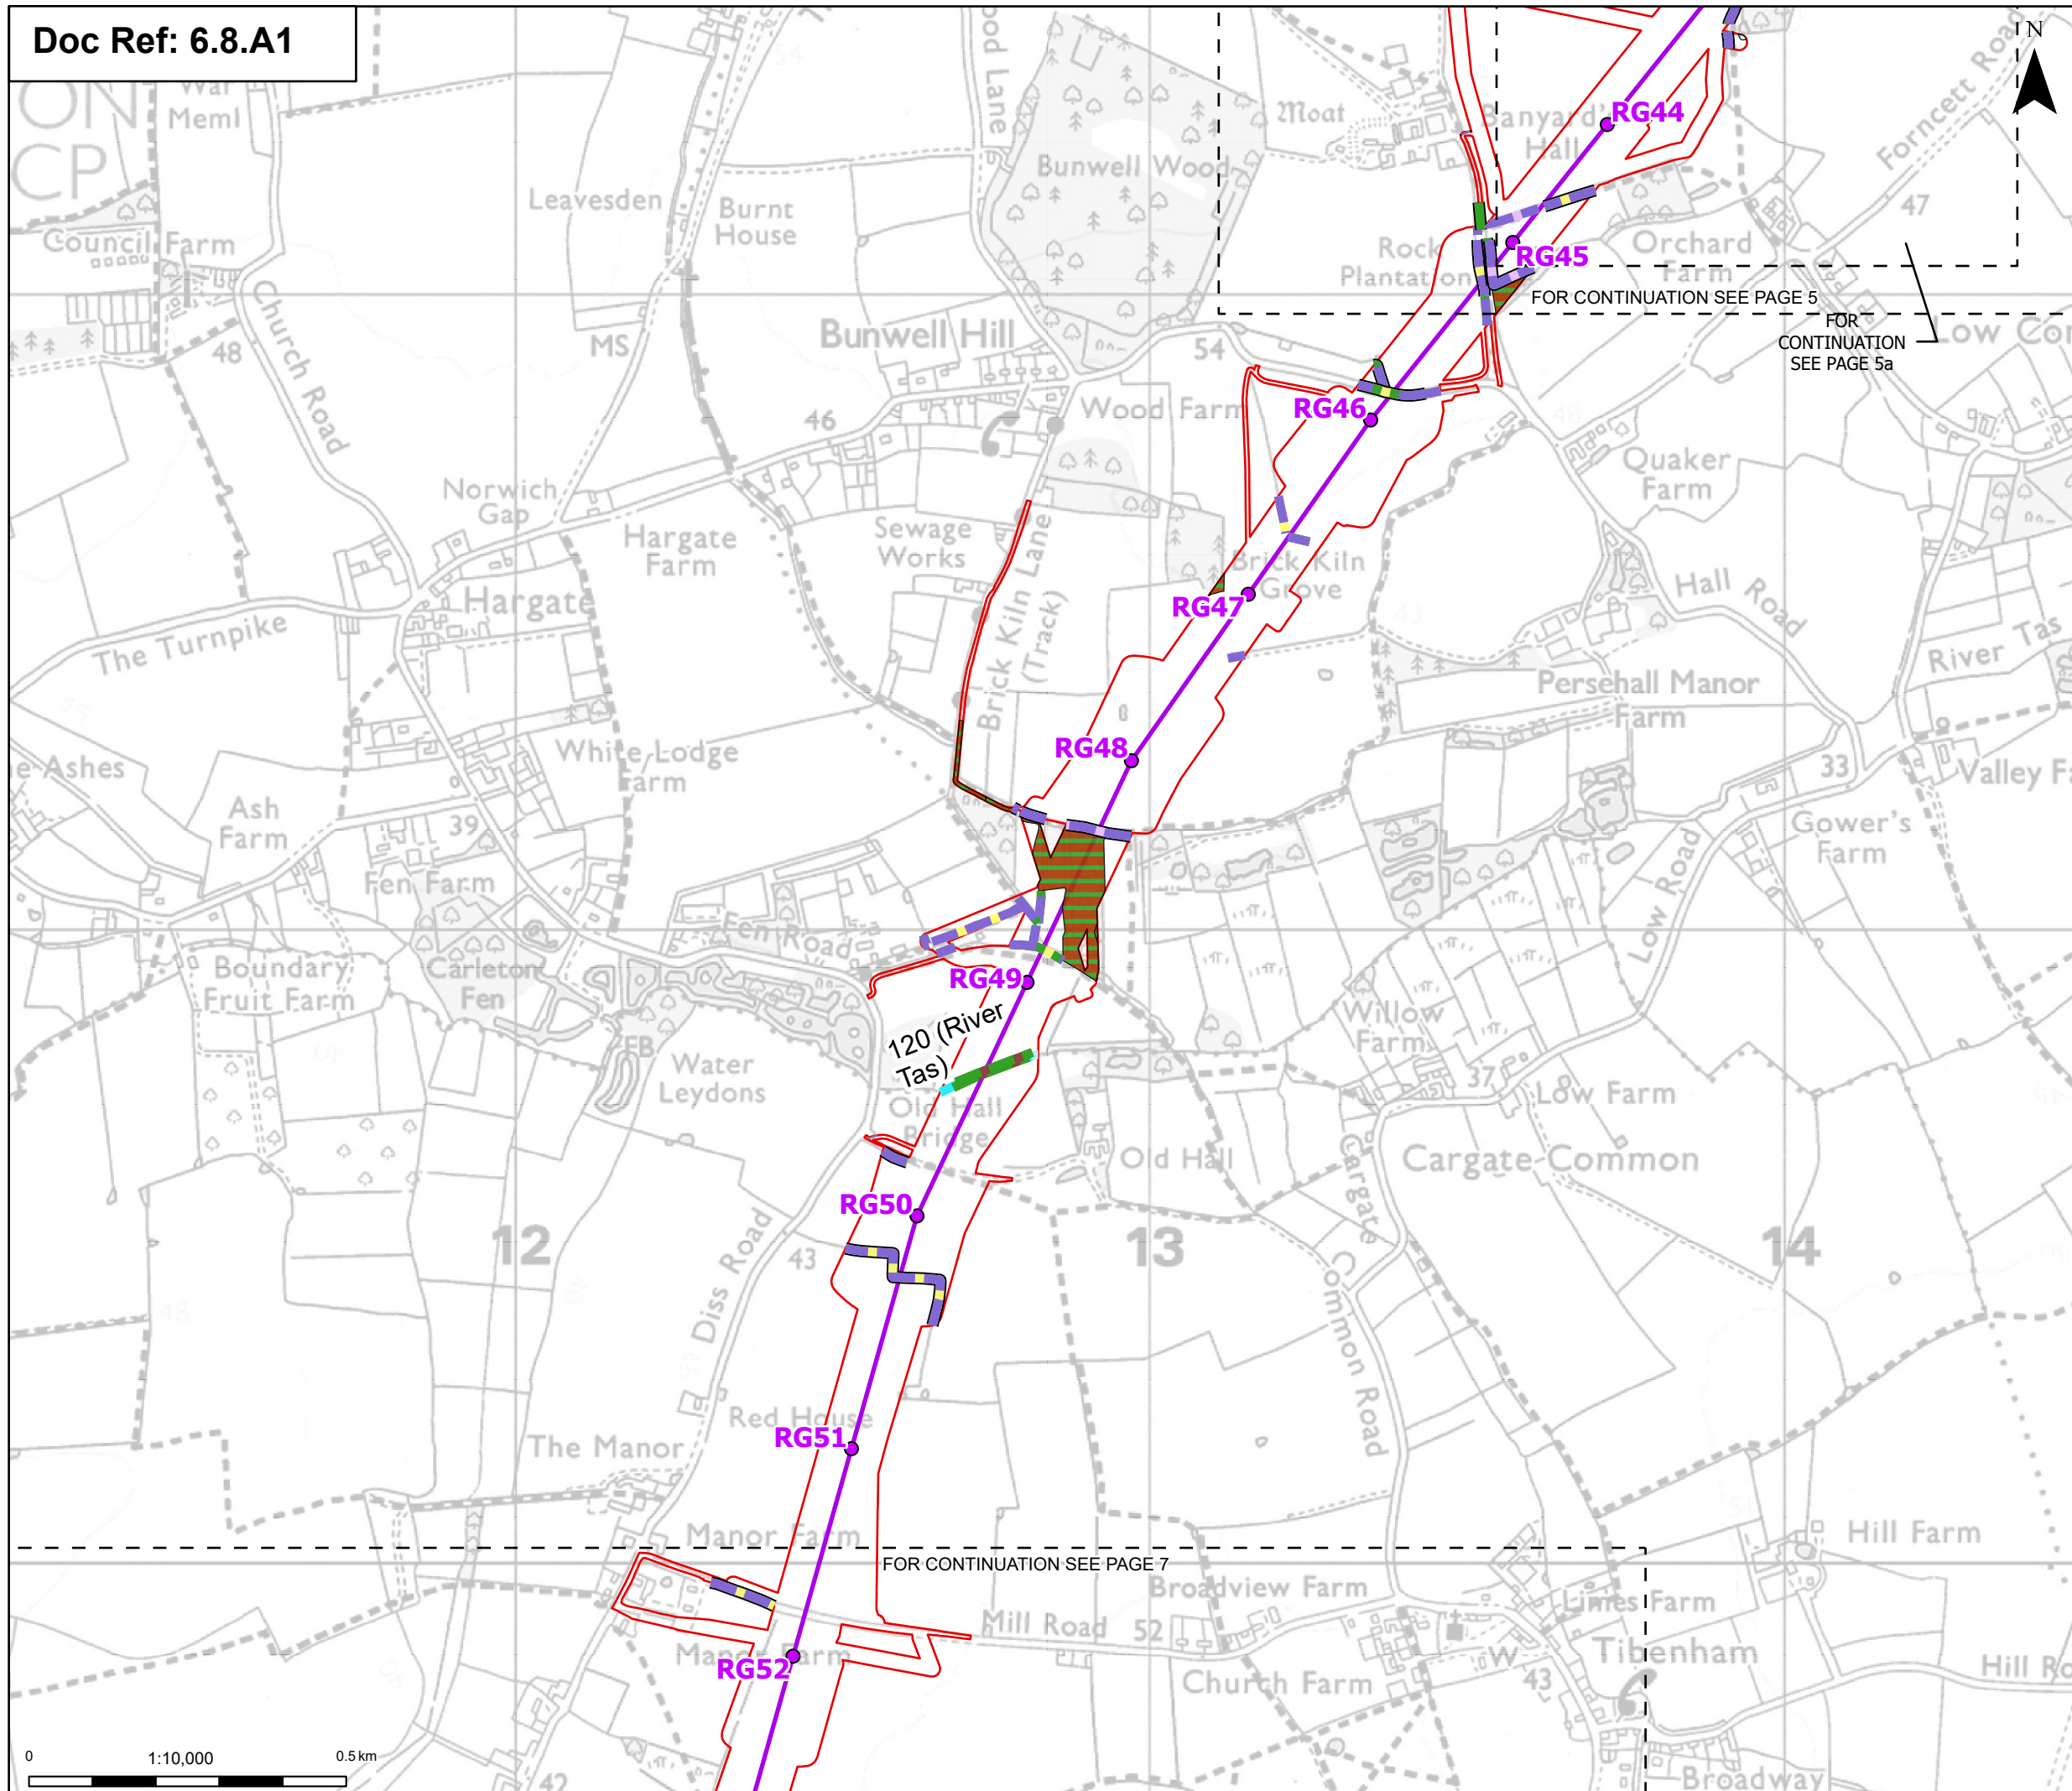 Doc Ref: 6.8.A1
N
ON
CP
War
Meml
Council Farm
48
Church Road
Leavesden
MS
Burnt
House
Bunwell Wood
Moat
Banyard'
Hall
RG44
Forncett Road
47
Orchard
Farm
Rock
Plantation
RG45
FOR CONTINUATION SEE PAGE 5
FOR
CONTINUATION
SEE PAGE 5a
Bunwell Hill
54
46
Wood Farm
RG46
Quaker
Farm
Norwich
Gap
Hargate
Farm
Sewage
Works
Brick Kiln Lane
(Track)
Brick Kiln
Grove
RG47
Hall Road
River Tas
Hargate
The Turnpike
Persehall Manor
Farm
White Lodge
Farm
RG48
33
Ash
Farm
39
Gower's
Farm
Fen Farm
Fen Road
Low Road
Boundary
Fruit Farm
Carleton
Fen
RG49
120 (River
Tas)
Willow
Farm
FB
Water
Leydons
37
Low Farm
Old Hall
Bridge
Old Hall
Cargate
Cargate Common
RG50
12
13
14
43
Diss Road
Common Road
Red House
RG51
The Manor
Manor Farm
Hill Farm
FOR CONTINUATION SEE PAGE 7
Broadview Farm
Limes Farm
Mill Road
52
Manor Farm
RG52
W
Tibenham
Church Farm
43
0
1:10,000
0.5 km
42
Broadway